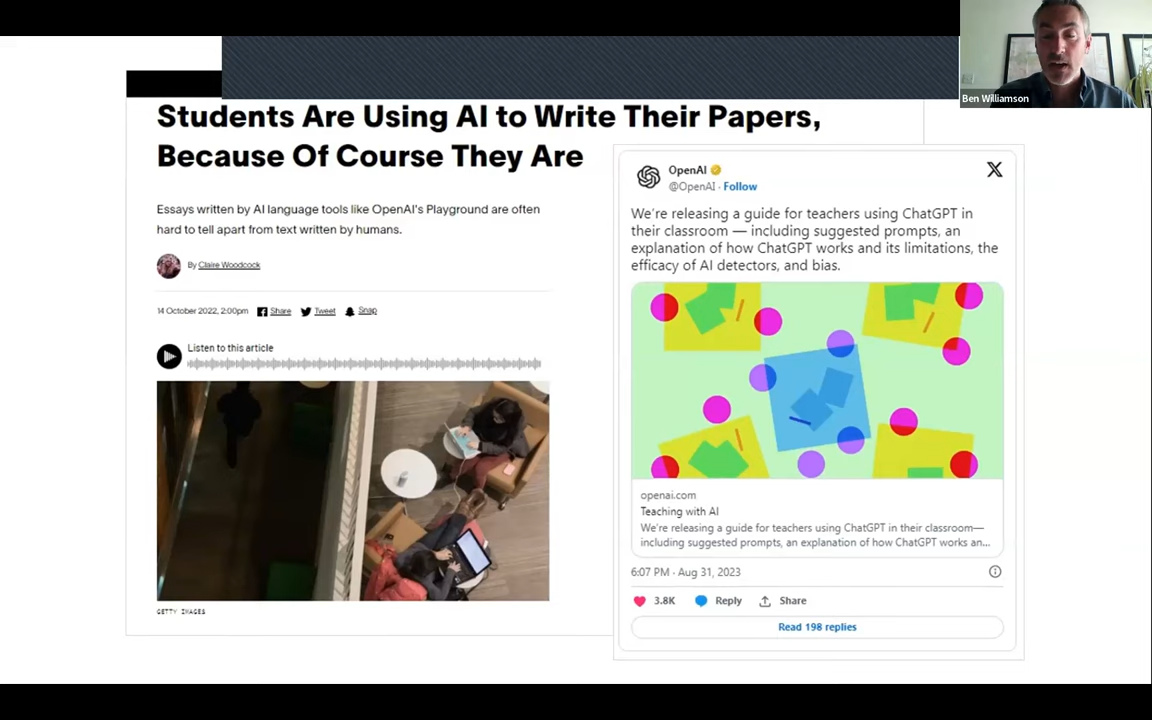 Ben Williamson
Students Are Using AI to Write Their Papers,
Because Of Course They Are
Essays written by AI language tools like OpenAI's Playground are often
hard to tell apart from text written by humans.
By Claire Woodcock
14 October 2022, 2:00pm
Share
Tweet
Snap
Listen to this article
GETTY IMAGES
OpenAI
@OpenAI · Follow
We're releasing a guide for teachers using ChatGPT in
their classroom — including suggested prompts, an
explanation of how ChatGPT works and its limitations, the
efficacy of AI detectors, and bias.
openai.com
Teaching with AI
We're releasing a guide for teachers using ChatGPT in their classroom—
including suggested prompts, an explanation of how ChatGPT works an...
6:07 PM · Aug 31, 2023
3.8K
Reply
Share
Read 198 replies